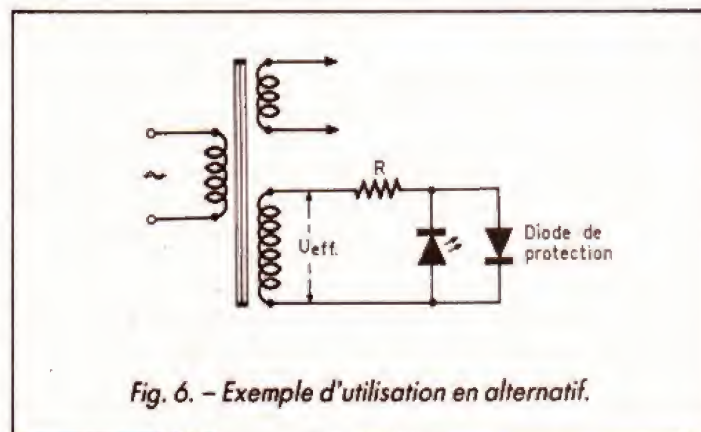 ~
R
Ueff.
Diode de
protection
Fig. 6. – Exemple d'utilisation en alternatif.